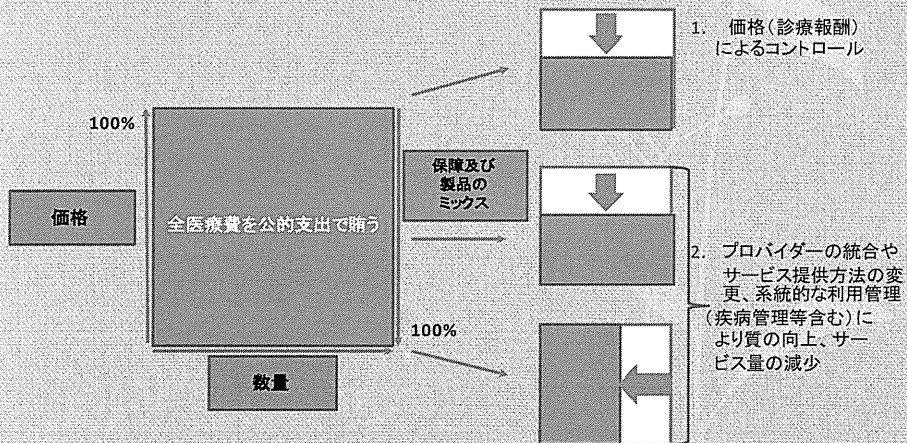 1. 価格(診療報酬)
によるコントロール
100%
保障及び
製品の
ミックス
価格
全医療費を公的支出で賄う
2. プロバイダーの統合や
サービス提供方法の変
更、系統的な利用管理
(疾病管理等含む)に
より質の向上、サー
ビス量の減少
100%
数量